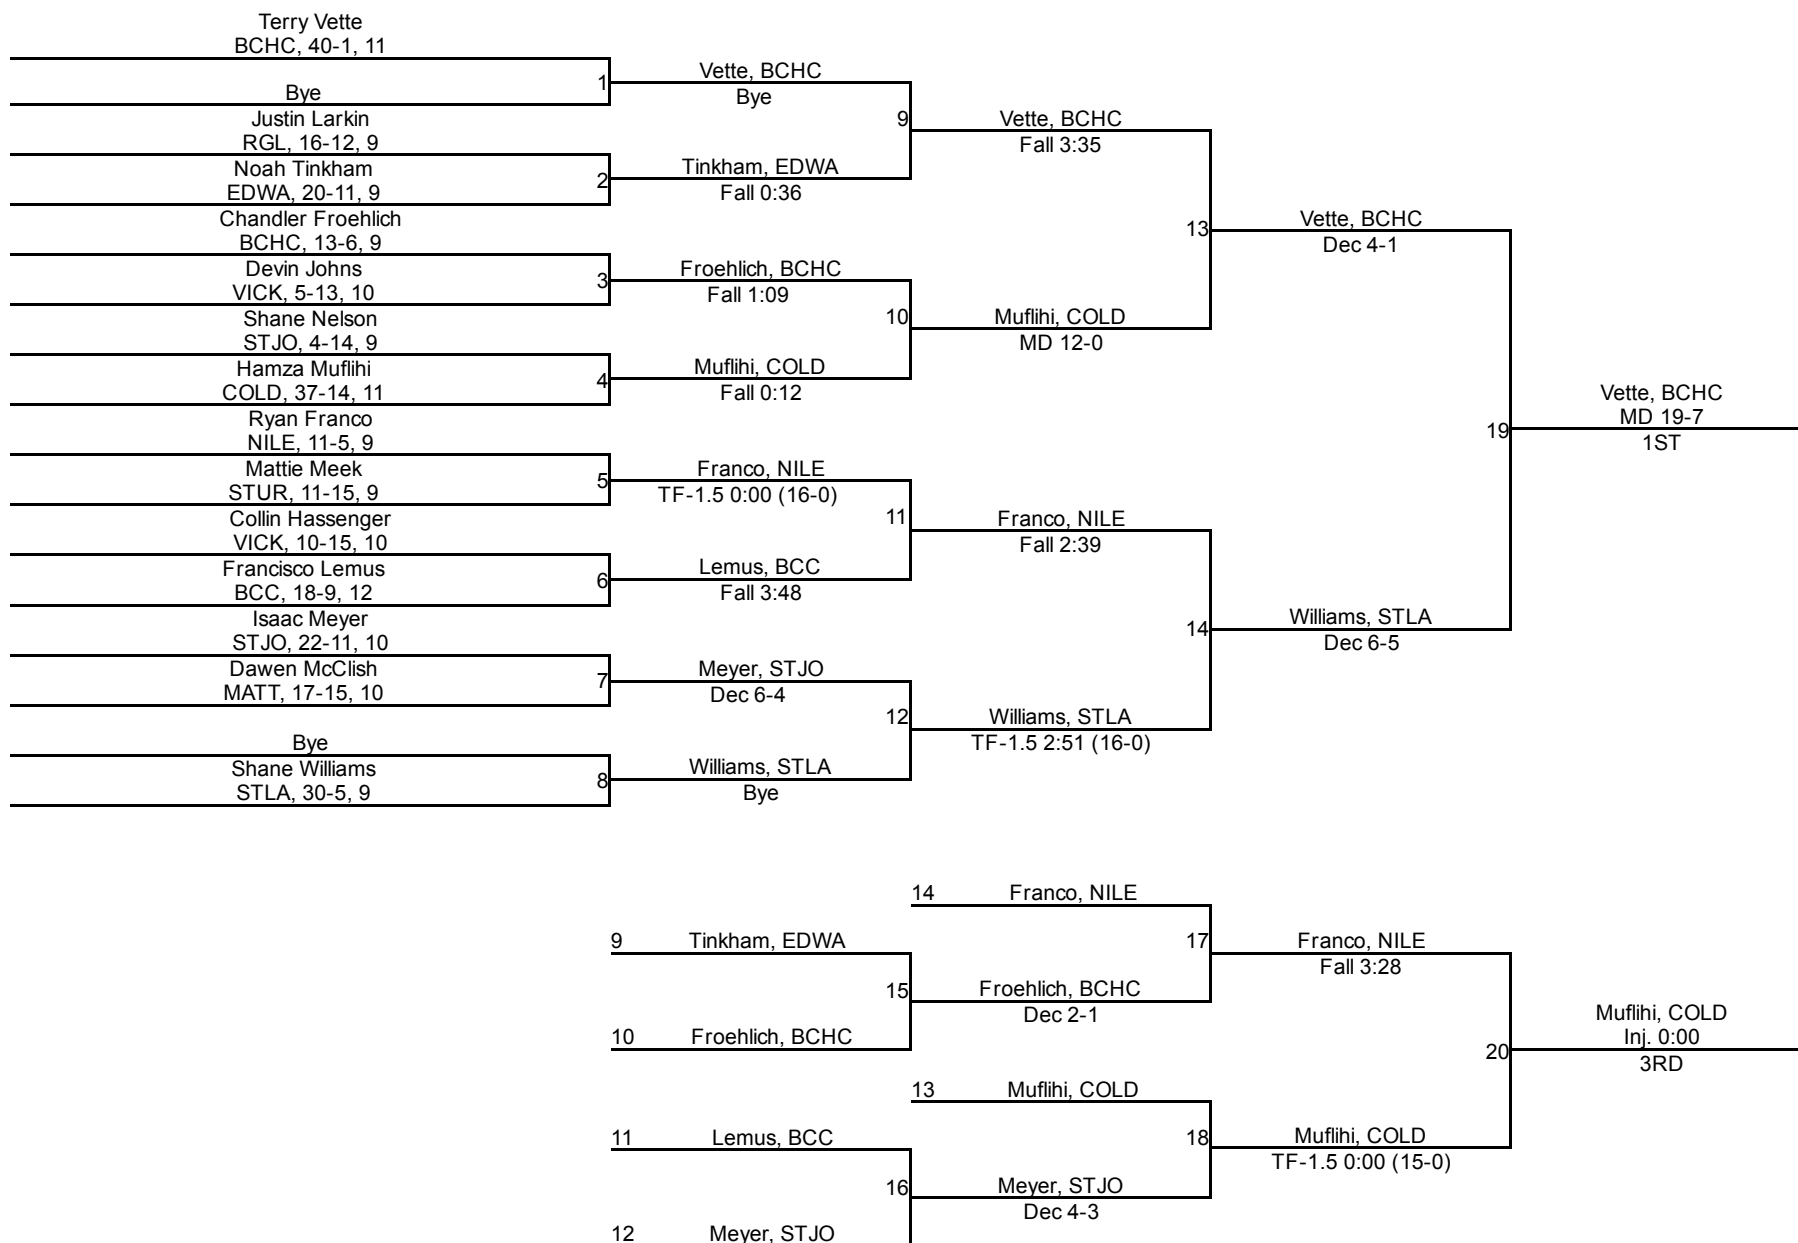 Terry Vette
BCHC, 40-1, 11
Bye
1
Justin Larkin
RGL, 16-12, 9
Noah Tinkham
EDWA, 20-11, 9
2
Chandler Froehlich
BCHC, 13-6, 9
Devin Johns
VICK, 5-13, 10
3
Shane Nelson
STJO, 4-14, 9
Hamza Muflihi
COLD, 37-14, 11
4
Ryan Franco
NILE, 11-5, 9
Mattie Meek
STUR, 11-15, 9
5
Collin Hassenger
VICK, 10-15, 10
Francisco Lemus
BCC, 18-9, 12
6
Isaac Meyer
STJO, 22-11, 10
Dawen McClish
MATT, 17-15, 10
7
Bye
Shane Williams
STLA, 30-5, 9
8
Vette, BCHC
Bye
9
Tinkham, EDWA
Fall 0:36
Froehlich, BCHC
Fall 1:09
10
Muflihi, COLD
Fall 0:12
Franco, NILE
TF-1.5 0:00 (16-0)
11
Lemus, BCC
Fall 3:48
Meyer, STJO
Dec 6-4
12
Williams, STLA
Bye
Vette, BCHC
Fall 3:35
13
Muflihi, COLD
MD 12-0
Franco, NILE
Fall 2:39
14
Williams, STLA
TF-1.5 2:51 (16-0)
Vette, BCHC
Dec 4-1
19
Williams, STLA
Dec 6-5
Vette, BCHC
MD 19-7
1ST
14 Franco, NILE
9 Tinkham, EDWA
15
10 Froehlich, BCHC
Froehlich, BCHC
Dec 2-1
17
13 Muflihi, COLD
11 Lemus, BCC
16
12 Meyer, STJO
Meyer, STJO
Dec 4-3
18
Franco, NILE
Fall 3:28
20
Muflihi, COLD
TF-1.5 0:00 (15-0)
Muflihi, COLD
Inj. 0:00
3RD